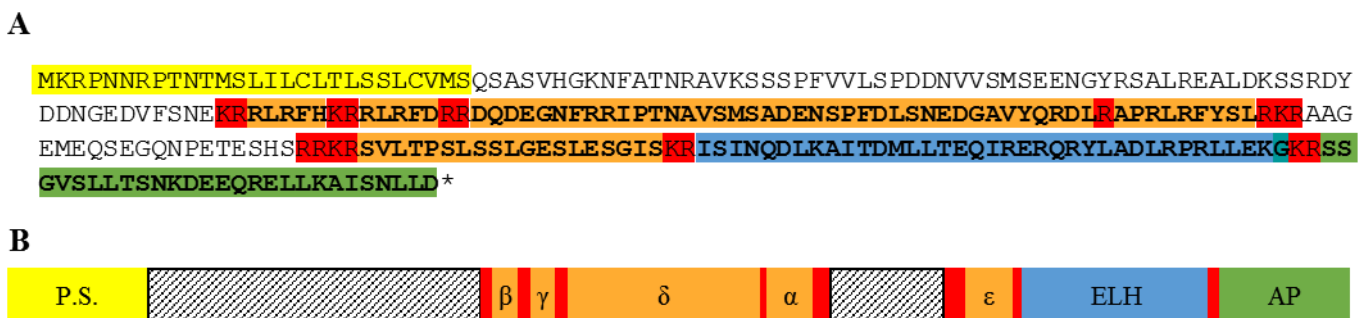 A
MKRPNNRPTNTMSLILCLTLSSLCVMSQSASVHGKNFATNRAVKSSSPFVVLSPDDNVVSMSEENGYRSALREALDKSSRDY
DDNGEDVFSNEKRRLRFHKRRLRFDRRDQDEGNFRRIPTNAVSMSADENSPFDLSNEDGAVYQRDLRAPRLRFYSLRKRAAG
EMEQSEGQNPETESHSRRKRSVLTPSLSSLGESLESGISKRISINQDLKAITDMLLTEQIRERQRYLADLRPRLLEKGKRSS
GVSLLTSNKDEEQRELLKAISNLLD*
B
P.S. β γ δ α ε ELH AP